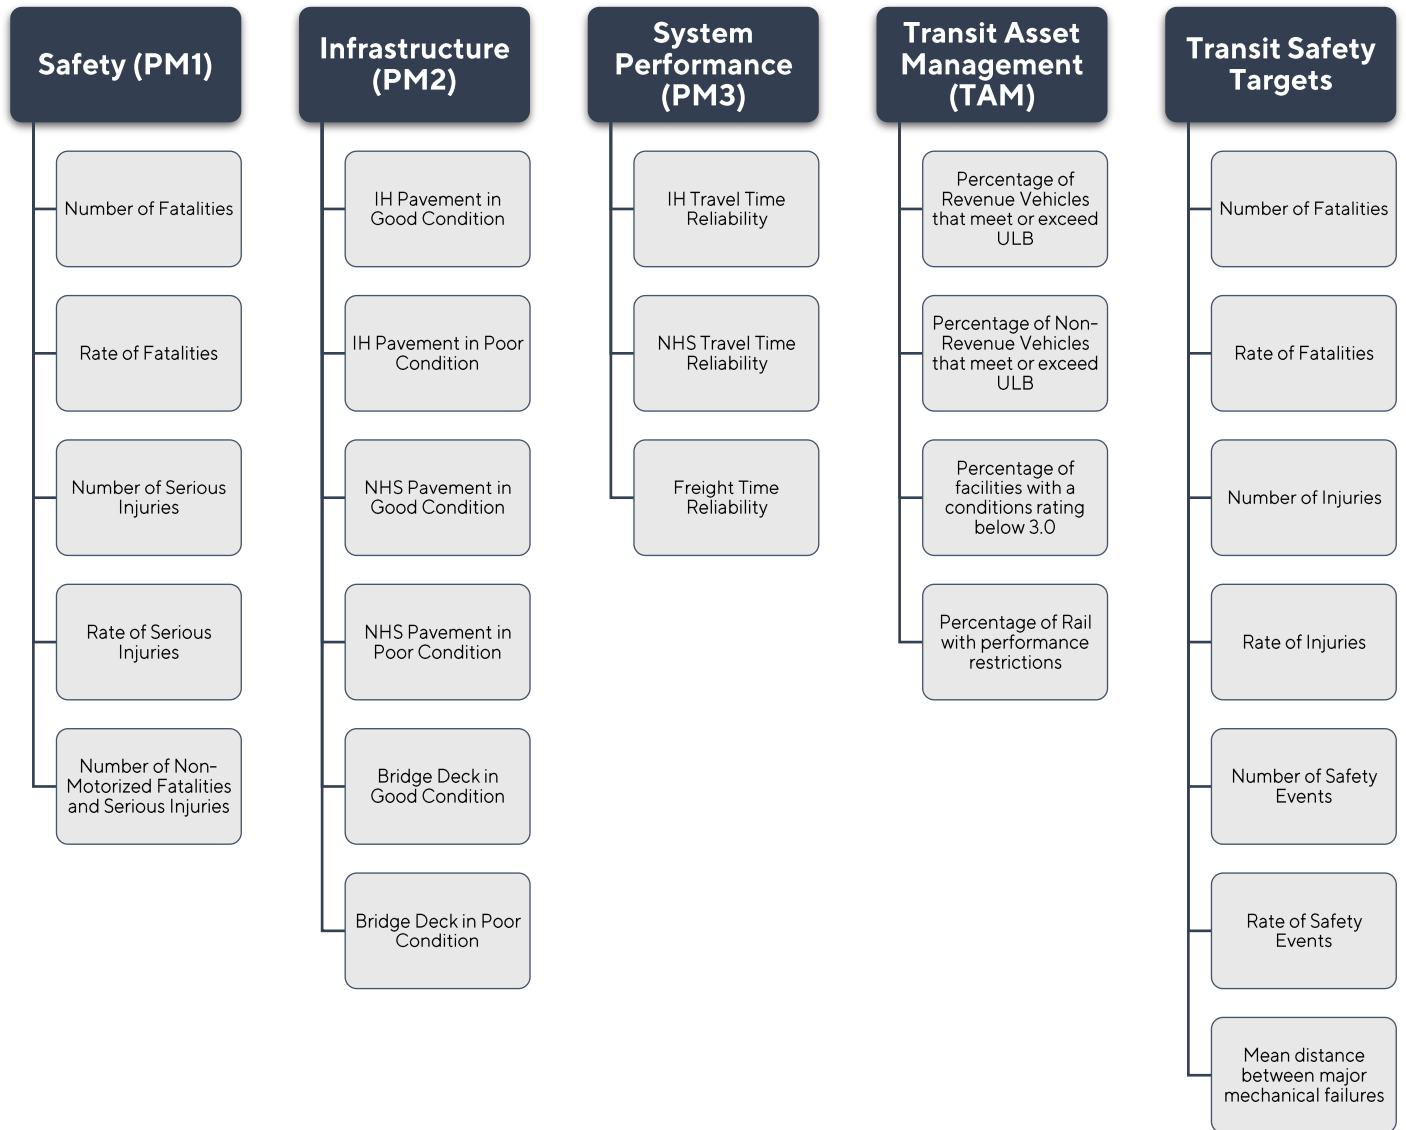 Safety (PM1)
Number of Fatalities
Rate of Fatalities
Number of Serious
Injuries
Rate of Serious
Injuries
Number of Non-
Motorized Fatalities
and Serious Injuries
Infrastructure
(PM2)
IH Pavement in
Good Condition
IH Pavement in Poor
Condition
NHS Pavement in
Good Condition
NHS Pavement in
Poor Condition
Bridge Deck in
Good Condition
Bridge Deck in Poor
Condition
System
Performance
(PM3)
IH Travel Time
Reliability
NHS Travel Time
Reliability
Freight Time
Reliability
Transit Asset
Management
(TAM)
Percentage of
Revenue Vehicles
that meet or exceed
ULB
Percentage of Non-
Revenue Vehicles
that meet or exceed
ULB
Percentage of
facilities with a
conditions rating
below 3.0
Percentage of Rail
with performance
restrictions
Transit Safety
Targets
Number of Fatalities
Rate of Fatalities
Number of Injuries
Rate of Injuries
Number of Safety
Events
Rate of Safety
Events
Mean distance
between major
mechanical failures